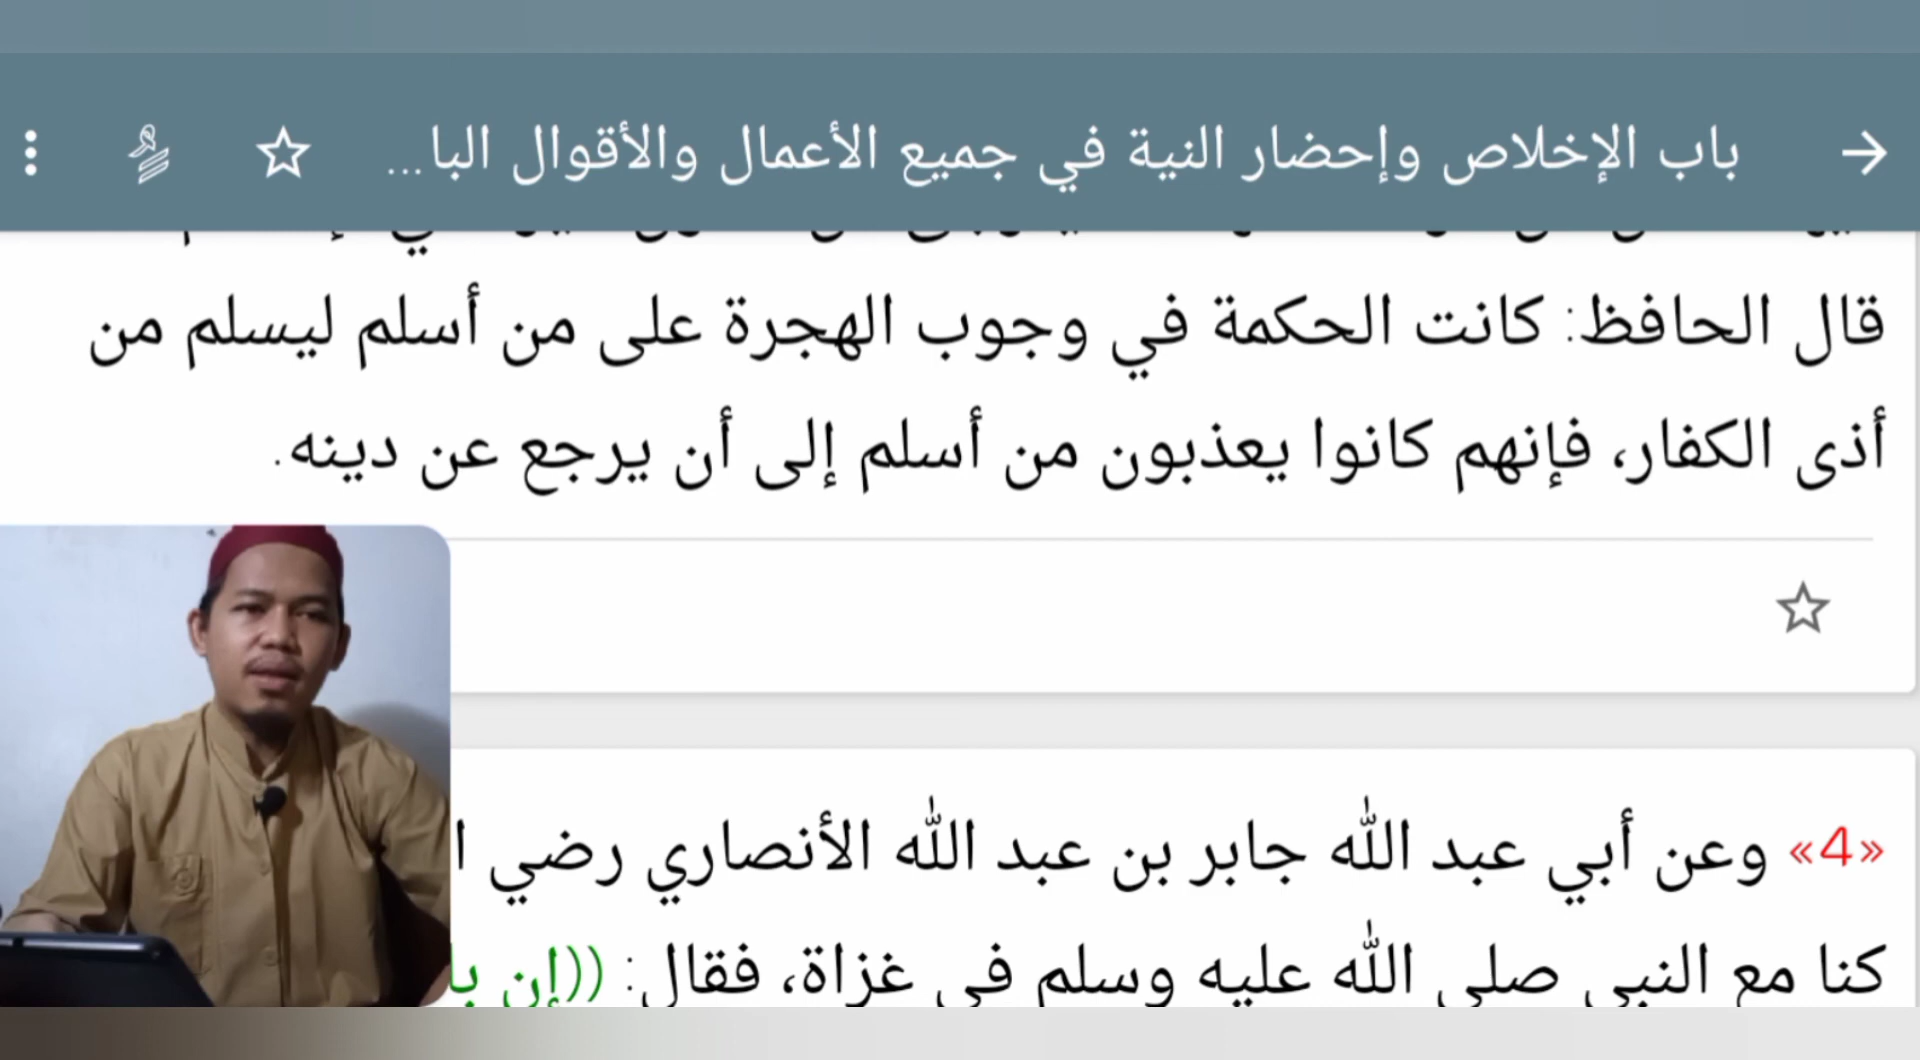 باب الإخلاص وإحضار النية في جميع الأعمال والأقوال البا...
قال الحافظ: كانت الحكمة في وجوب الهجرة على من أسلم ليسلم من
أذى الكفار، فإنهم كانوا يعذبون من أسلم إلى أن يرجع عن دينه.
«4» وعن أبي عبد الله جابر بن عبد الله الأنصاري رضي ا
كنا مع النبي صلى الله عليه وسلم في غزاة، فقال: ((إن با